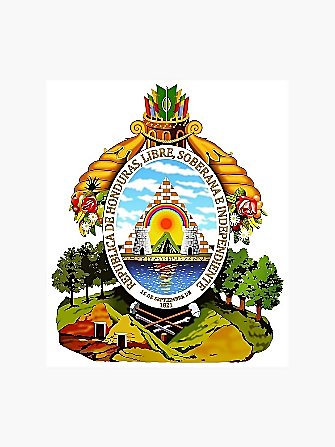 REPUBLICA DE HONDURAS, LIBRE, SOBERANA E INDEPENDIENTE
15 DE SEPTIEMBRE DE
1821